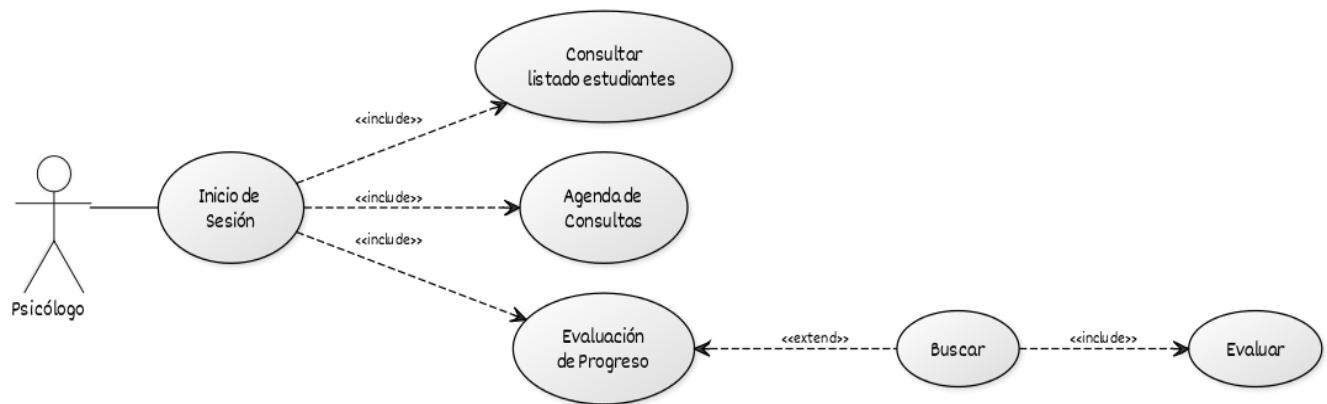 Consultar
listado estudiantes
<<include>>
Inicio de
Sesión
<<include>>
Agenda de
Consultas
<<include>>
Psicólogo
Evaluación
de Progreso
<<extend>>
Buscar
<<include>>
Evaluar